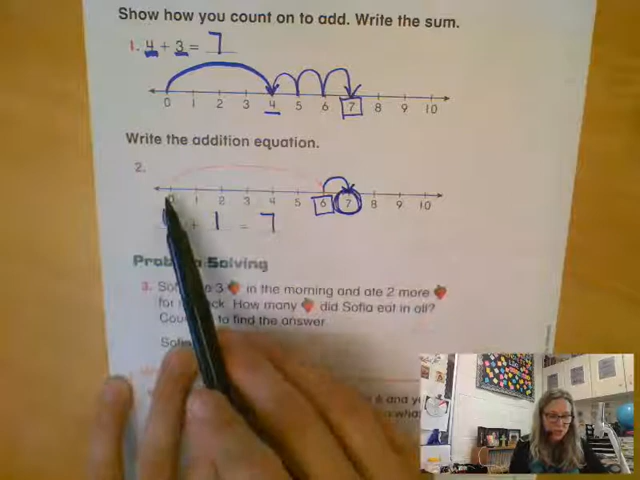 Show how you count on to add. Write the sum.
1. 4 + 3 = 7
0 1 2 3 4 5 6 7 8 9 10
Write the addition equation.
2.
1 2 3 4 5 6 7 8 9 10
+ 1 = 7
Solving
3. 3 in the morning and ate 2 more
for How many did Sofia eat in all?
to find the answer